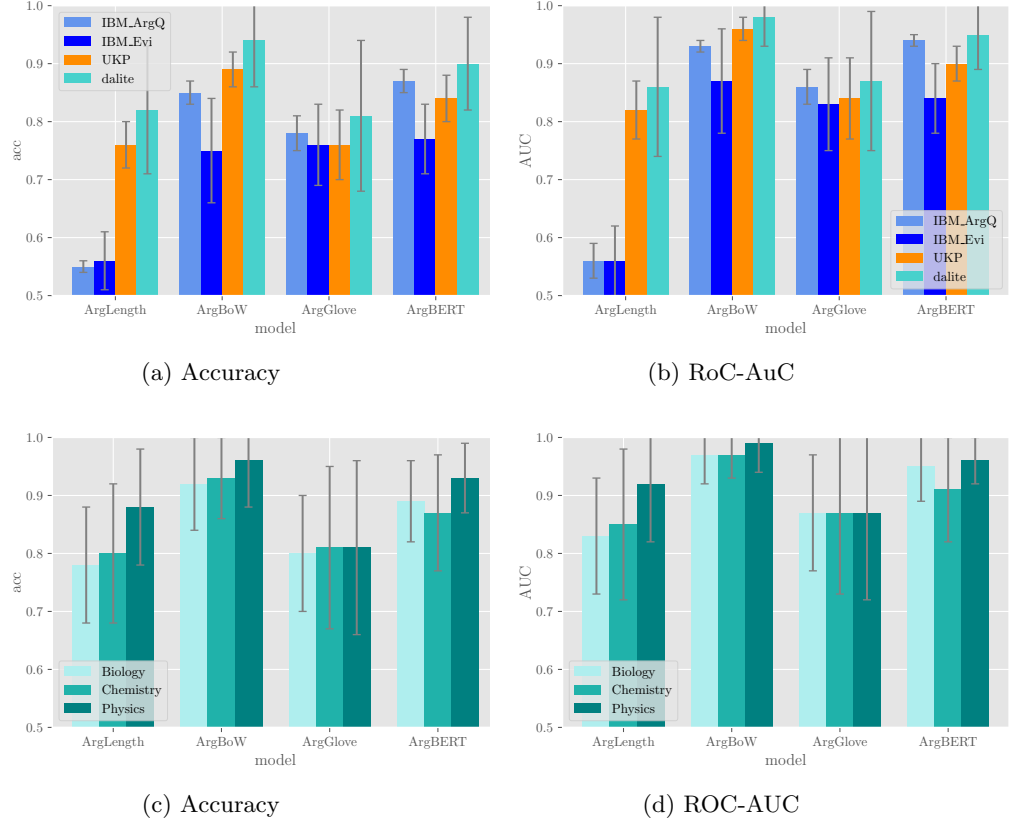 1.0
0.9
0.8
0.7
0.6
0.5
acc
IBM_ArgQ
IBM_Evi
UKP
dalite
ArgLength ArgBoW ArgGlove ArgBERT
model
(a) Accuracy
1.0
0.9
0.8
0.7
0.6
0.5
AUC
IBM_ArgQ
IBM_Evi
UKP
dalite
ArgLength ArgBoW ArgGlove ArgBERT
model
(b) RoC-AuC
1.0
0.9
0.8
0.7
0.6
0.5
acc
Biology
Chemistry
Physics
ArgLength ArgBoW ArgGlove ArgBERT
model
(c) Accuracy
1.0
0.9
0.8
0.7
0.6
0.5
AUC
Biology
Chemistry
Physics
ArgLength ArgBoW ArgGlove ArgBERT
model
(d) ROC-AUC